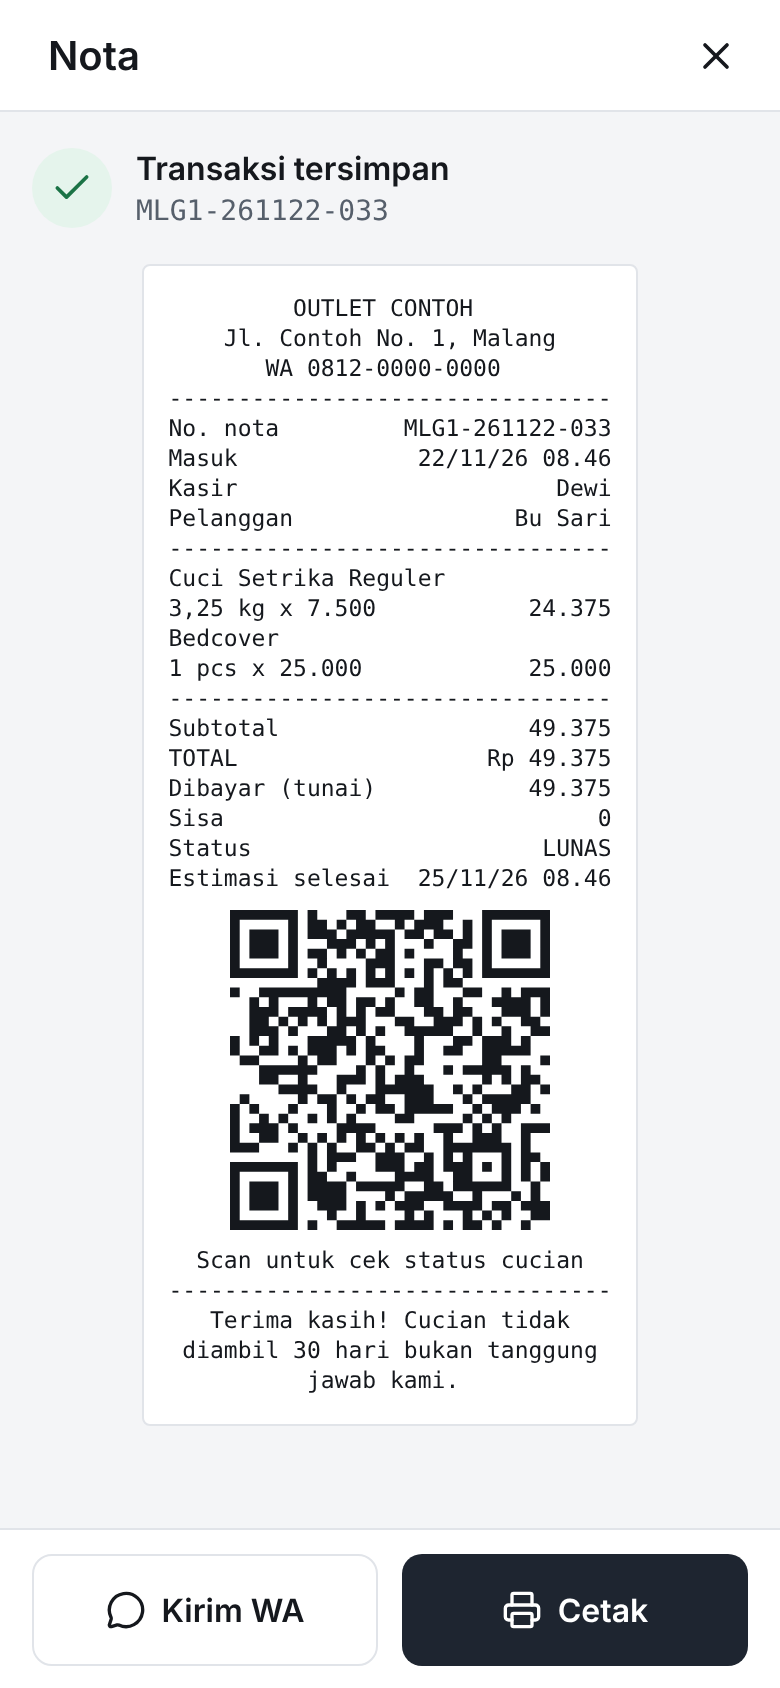 Nota
Transaksi tersimpan
MLG1-261122-033
OUTLET CONTOH
Jl. Contoh No. 1, Malang
WA 0812-0000-0000
--------------------------------
No. nota MLG1-261122-033
Masuk 22/11/26 08.46
Kasir Dewi
Pelanggan Bu Sari
--------------------------------
Cuci Setrika Reguler
3,25 kg x 7.500 24.375
Bedcover
1 pcs x 25.000 25.000
--------------------------------
Subtotal 49.375
TOTAL Rp 49.375
Dibayar (tunai) 49.375
Sisa 0
Status LUNAS
Estimasi selesai 25/11/26 08.46
Scan untuk cek status cucian
--------------------------------
Terima kasih! Cucian tidak
diambil 30 hari bukan tanggung
jawab kami.
Kirim WA
Cetak